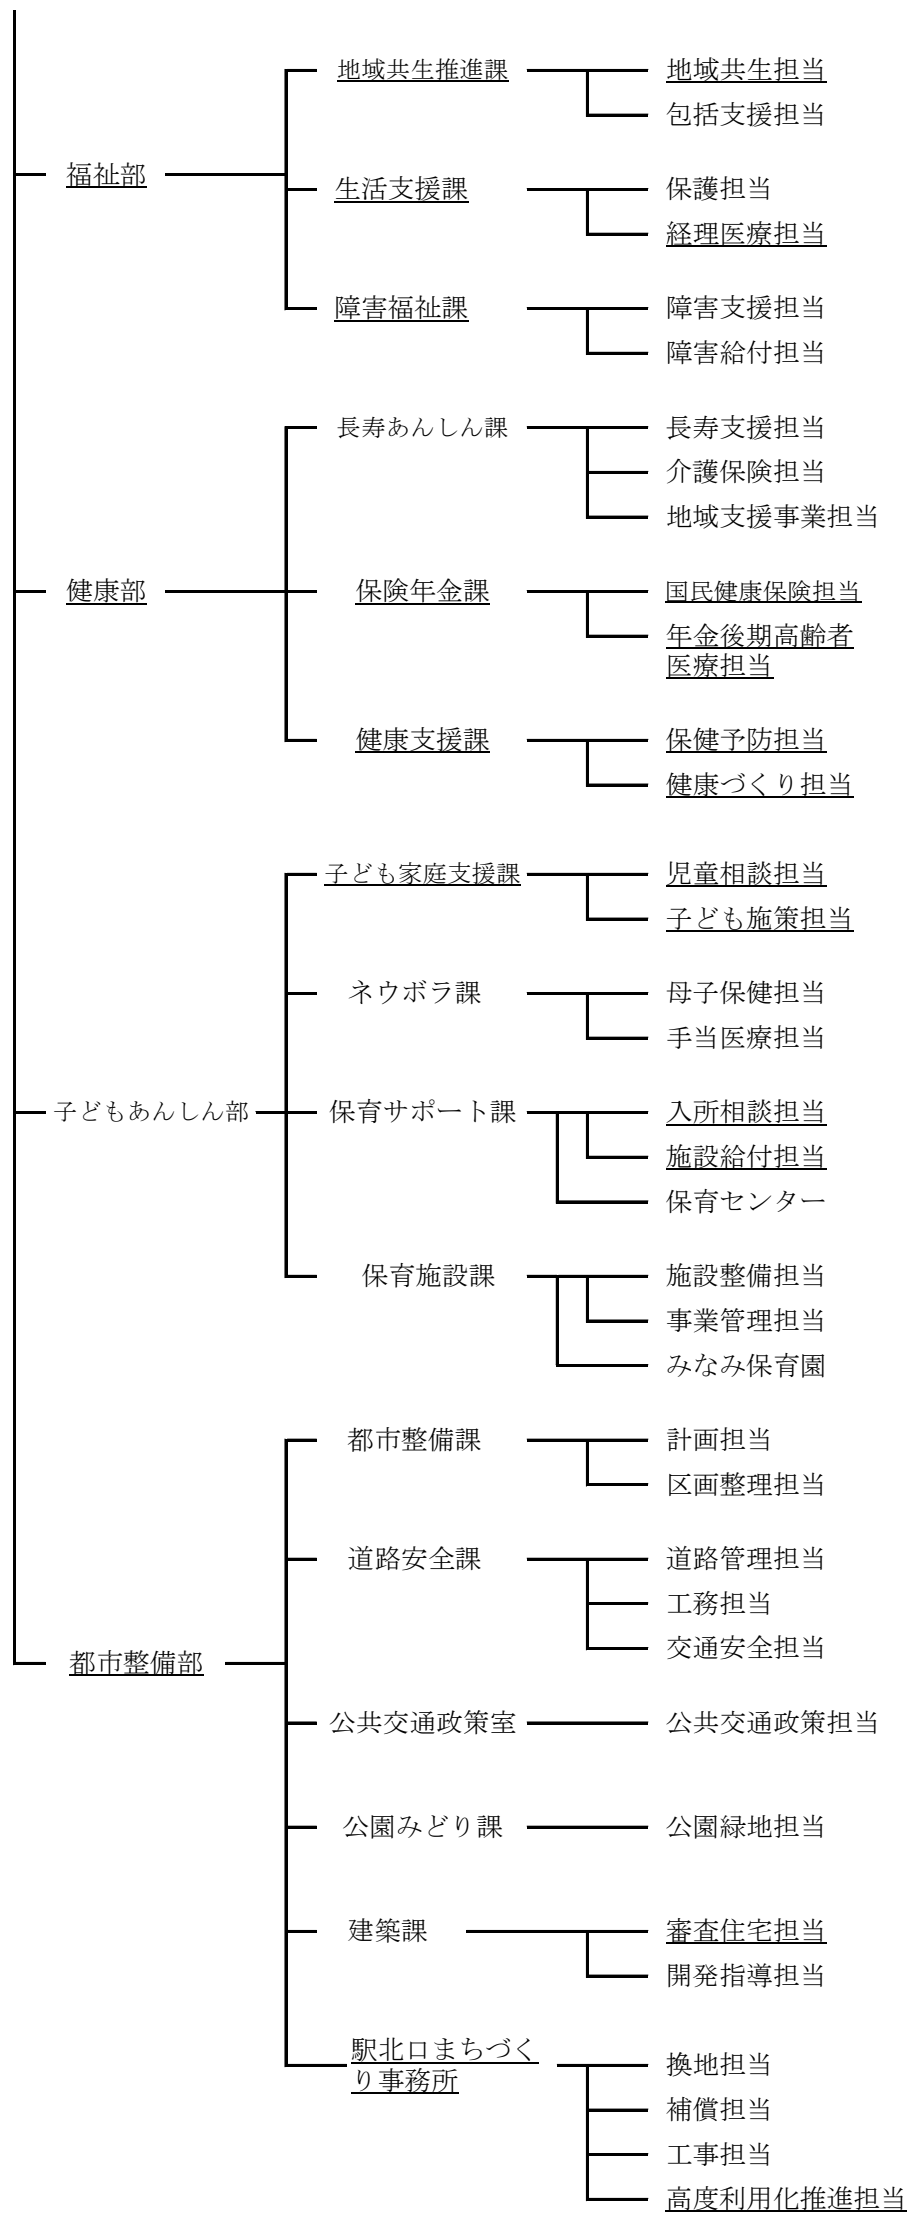 地域共生推進課
地域共生担当
包括支援担当
福祉部
生活支援課
保護担当
経理医療担当
障害福祉課
障害支援担当
障害給付担当
長寿あんしん課
長寿支援担当
介護保険担当
地域支援事業担当
健康部
保険年金課
国民健康保険担当
年金後期高齢者
医療担当
健康支援課
保健予防担当
健康づくり担当
子ども家庭支援課
児童相談担当
子ども施策担当
ネウボラ課
母子保健担当
手当医療担当
子どもあんしん部
保育サポート課
入所相談担当
施設給付担当
保育センター
保育施設課
施設整備担当
事業管理担当
みなみ保育園
都市整備課
計画担当
区画整理担当
道路安全課
道路管理担当
工務担当
交通安全担当
都市整備部
公共交通政策室
公共交通政策担当
公園みどり課
公園緑地担当
建築課
審査住宅担当
開発指導担当
駅北口まちづく
り事務所
換地担当
補償担当
工事担当
高度利用化推進担当